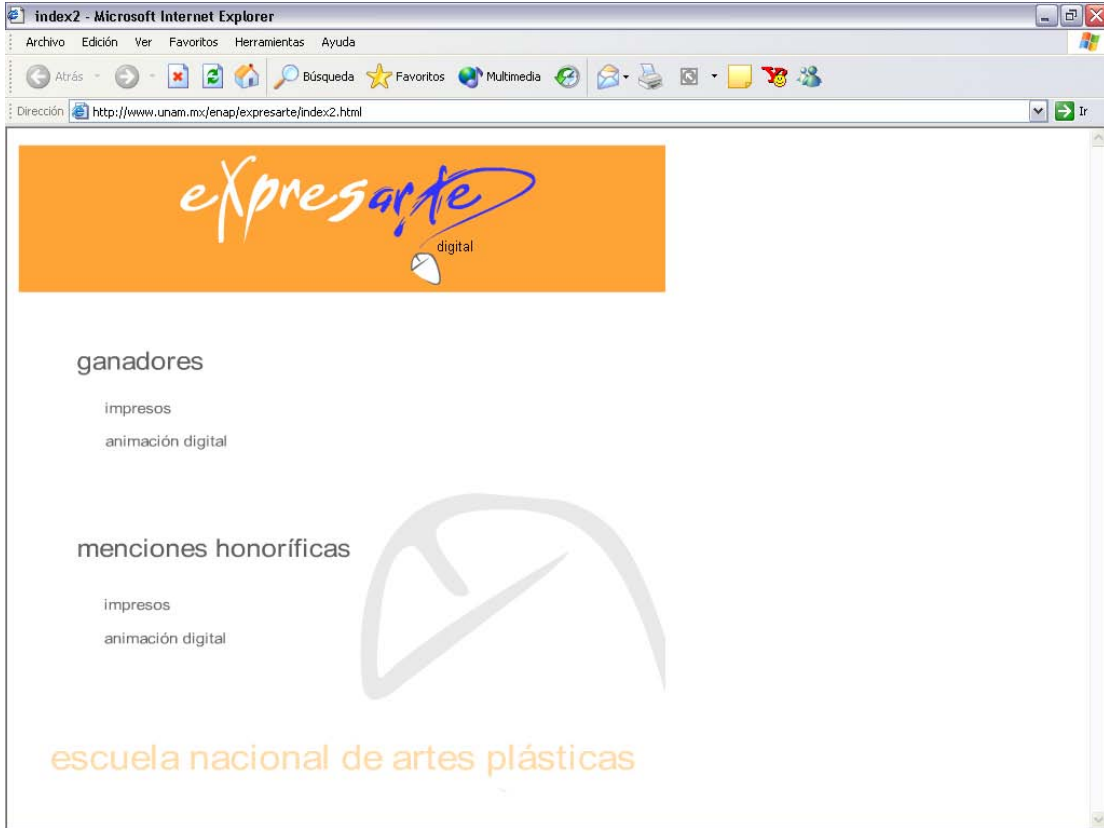 index2 - Microsoft Internet Explorer
Archivo Edición Ver Favoritos Herramientas Ayuda
Atrás Búsqueda Favoritos Multimedia
Dirección http://www.unam.mx/enap/expresarte/index2.html Ir
eXpresarte
digital
ganadores
impresos
animación digital
menciones honoríficas
impresos
animación digital
escuela nacional de artes plásticas